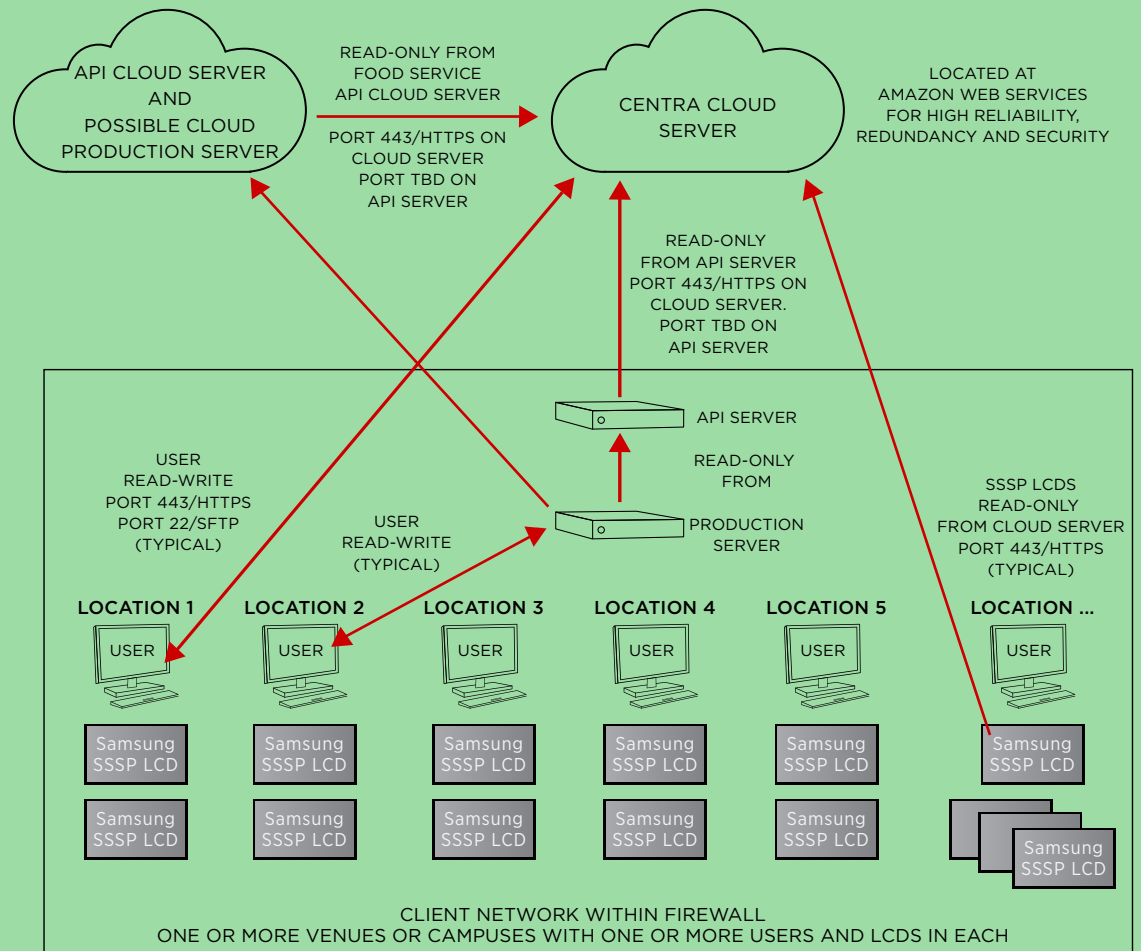 API CLOUD SERVER
AND
POSSIBLE CLOUD
PRODUCTION SERVER
READ-ONLY FROM
FOOD SERVICE
API CLOUD SERVER
PORT 443/HTTPS ON
CLOUD SERVER
PORT TBD ON
API SERVER
CENTRA CLOUD
SERVER
LOCATED AT
AMAZON WEB SERVICES
FOR HIGH RELIABILITY,
REDUNDANCY AND SECURITY
READ-ONLY
FROM API SERVER
PORT 443/HTTPS ON
CLOUD SERVER.
PORT TBD ON
API SERVER
API SERVER
READ-ONLY
FROM
PRODUCTION
SERVER
USER
READ-WRITE
PORT 443/HTTPS
PORT 22/SFTP
(TYPICAL)
USER
READ-WRITE
(TYPICAL)
SSSP LCDS
READ-ONLY
FROM CLOUD SERVER
PORT 443/HTTPS
(TYPICAL)
LOCATION 1
USER
Samsung
SSSP LCD
Samsung
SSSP LCD
LOCATION 2
USER
Samsung
SSSP LCD
Samsung
SSSP LCD
LOCATION 3
USER
Samsung
SSSP LCD
Samsung
SSSP LCD
LOCATION 4
USER
Samsung
SSSP LCD
Samsung
SSSP LCD
LOCATION 5
USER
Samsung
SSSP LCD
Samsung
SSSP LCD
LOCATION ...
USER
Samsung
SSSP LCD
Samsung
SSSP LCD
CLIENT NETWORK WITHIN FIREWALL
ONE OR MORE VENUES OR CAMPUSES WITH ONE OR MORE USERS AND LCDS IN EACH